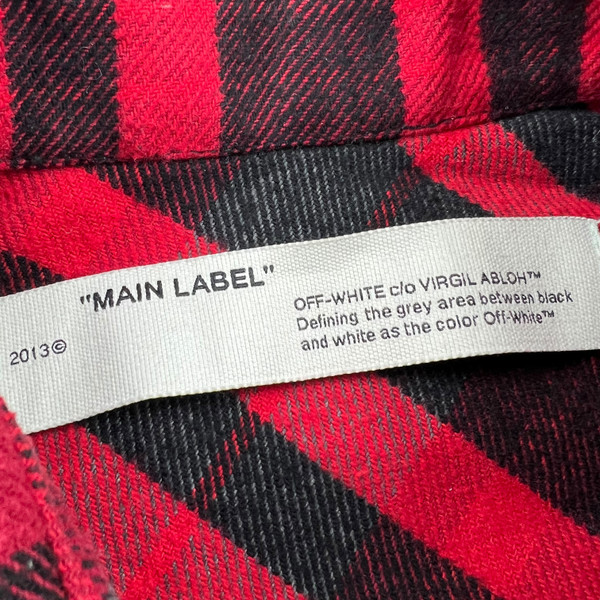 "MAIN LABEL"
2013©
OFF-WHITE c/o VIRGIL ABLOH™
Defining the grey area between black
and white as the color Off-White™